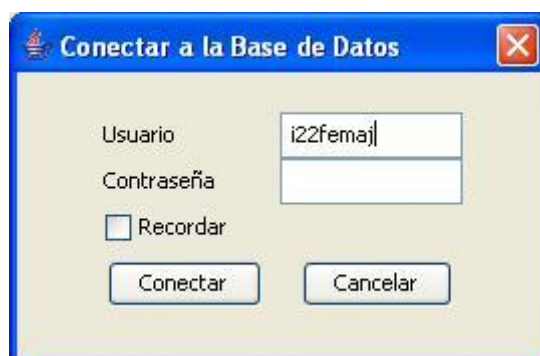 Conectar a la Base de Datos
Usuario i22femaj
Contraseña
Recordar
Conectar Cancelar